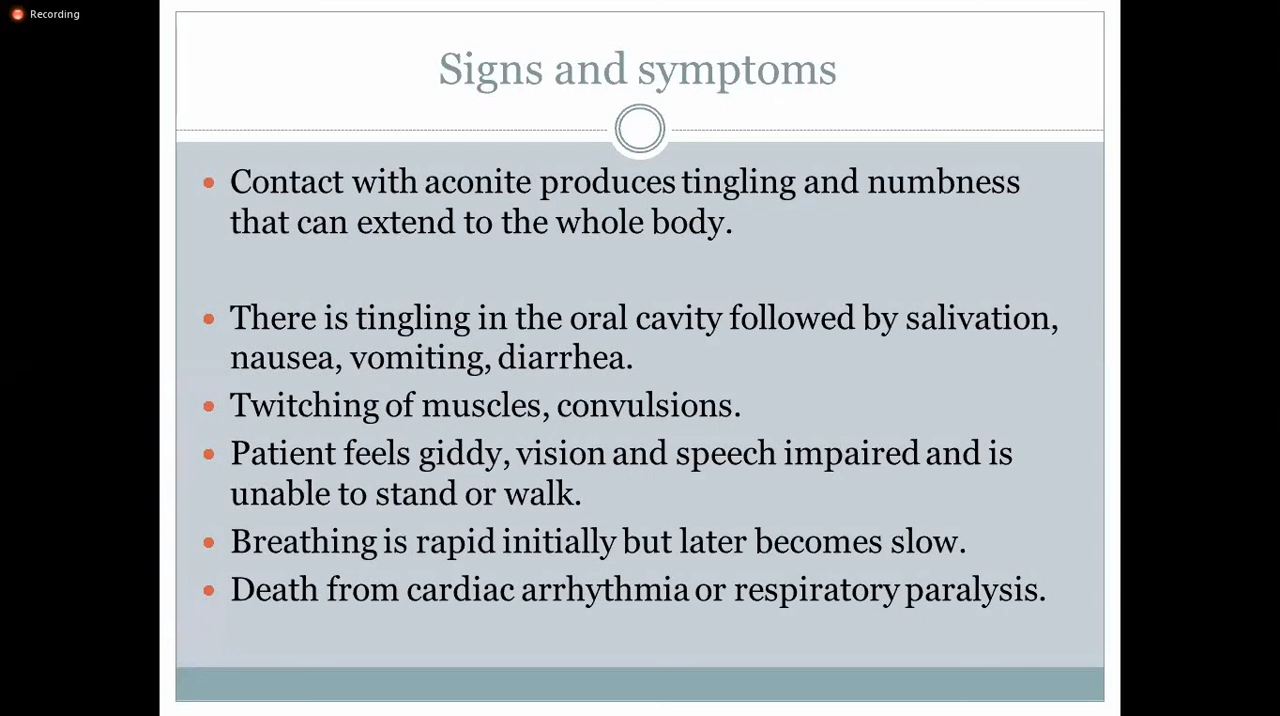 Recording
Signs and symptoms
• Contact with aconite produces tingling and numbness
that can extend to the whole body.
• There is tingling in the oral cavity followed by salivation,
nausea, vomiting, diarrhea.
• Twitching of muscles, convulsions.
• Patient feels giddy, vision and speech impaired and is
unable to stand or walk.
• Breathing is rapid initially but later becomes slow.
• Death from cardiac arrhythmia or respiratory paralysis.